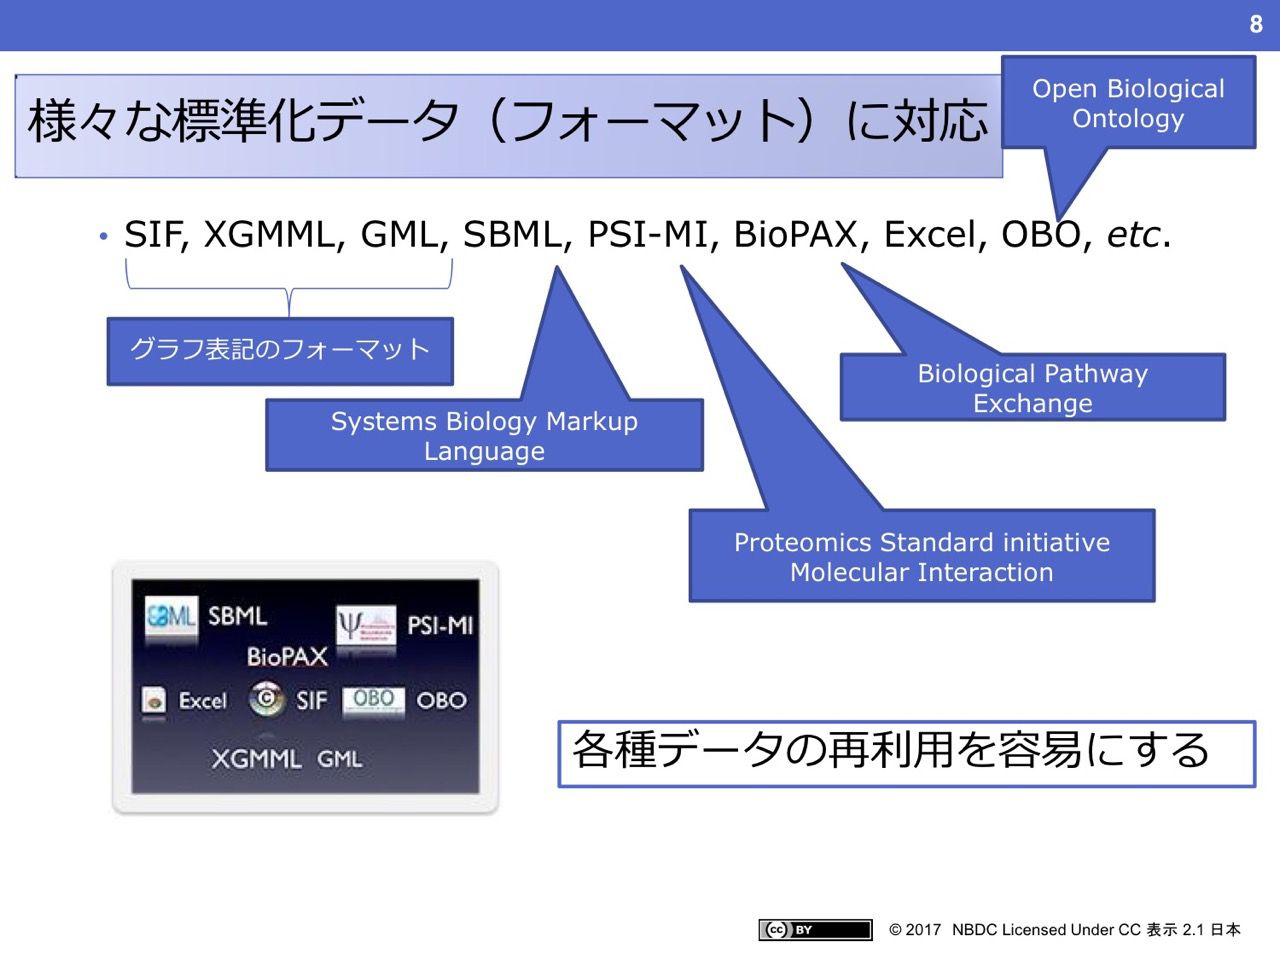 8
様々な標準化データ（フォーマット）に対応
Open Biological
Ontology
• SIF, XGMML, GML, SBML, PSI-MI, BioPAX, Excel, OBO, etc.
グラフ表記のフォーマット
Biological Pathway
Exchange
Systems Biology Markup
Language
Proteomics Standard initiative
Molecular Interaction
SBML SBML
PSI-MI
BioPAX
Excel
SIF
OBO OBO
XGMML GML
各種データの再利用を容易にする
cc BY © 2017 NBDC Licensed Under CC 表示 2.1 日本